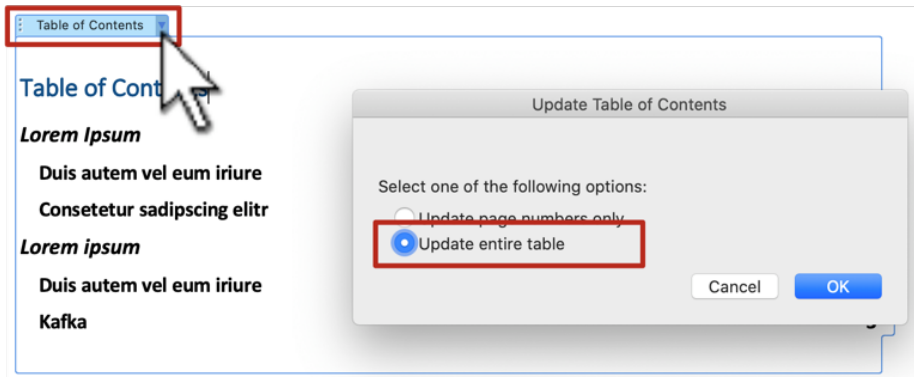 Table of Contents
Table of Cont s
Update Table of Contents
Lorem Ipsum
Duis autem vel eum iriure
Select one of the following options:
Update page numbers only
Consetetur sadipscing elitr
Update entire table
Lorem ipsum
Duis autem vel eum iriure
Cancel
OK
Kafka